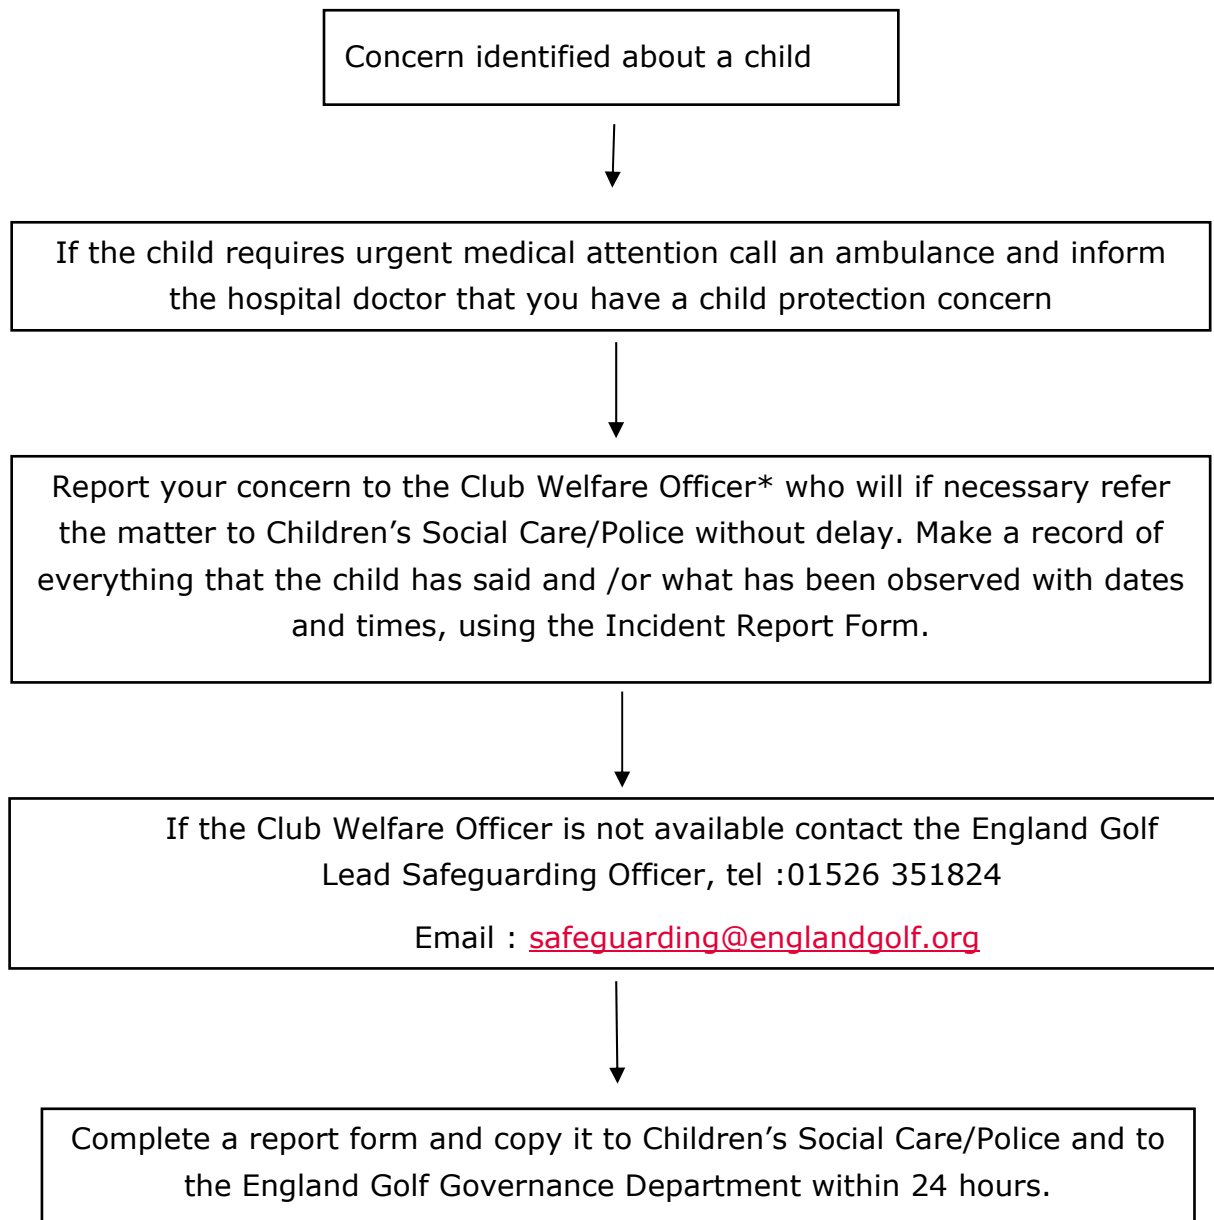 Concern identified about a child
If the child requires urgent medical attention call an ambulance and inform
the hospital doctor that you have a child protection concern
Report your concern to the Club Welfare Officer* who will if necessary refer
the matter to Children’s Social Care/Police without delay. Make a record of
everything that the child has said and /or what has been observed with dates
and times, using the Incident Report Form.
If the Club Welfare Officer is not available contact the England Golf
Lead Safeguarding Officer, tel :01526 351824
Email : safeguarding@englandgolf.org
Complete a report form and copy it to Children’s Social Care/Police and to
the England Golf Governance Department within 24 hours.